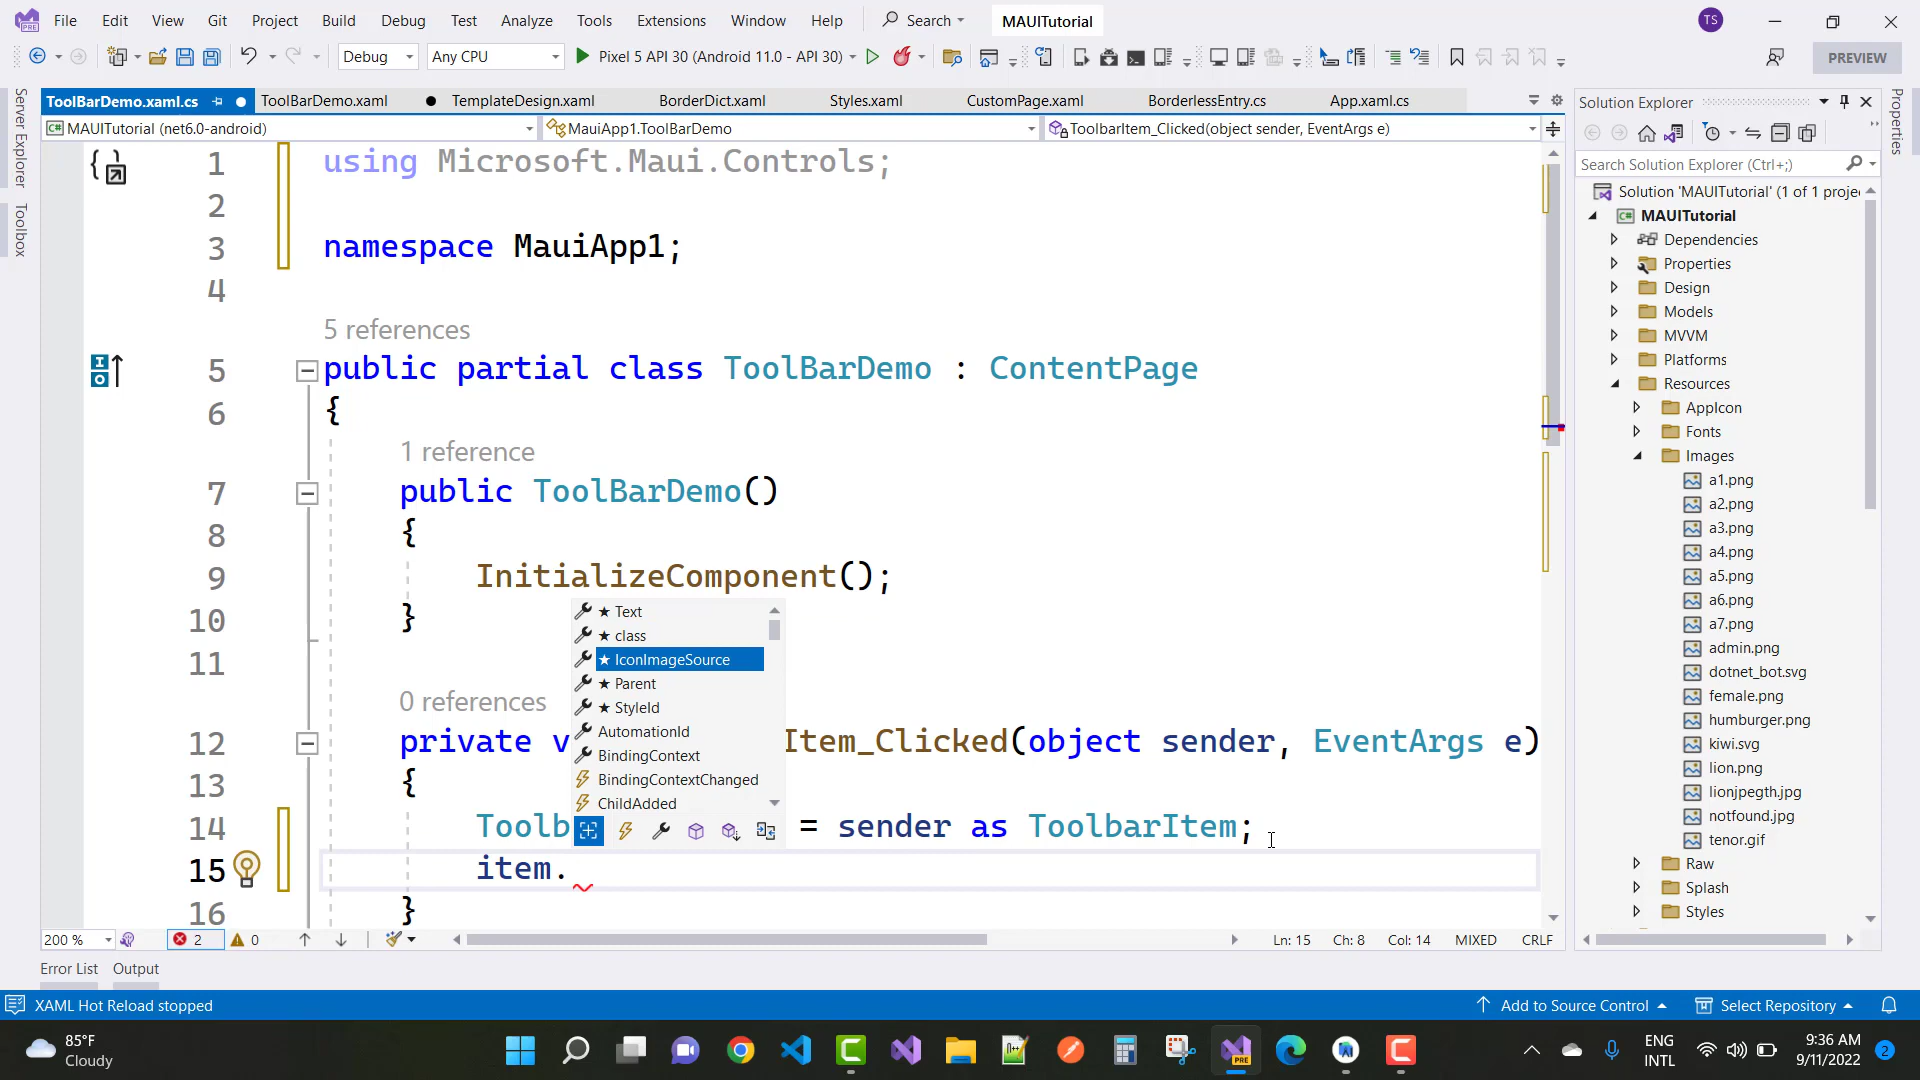 File Edit View Git Project Build Debug Test Analyze Tools Extensions Window Help Search MAUITutorial TS
Debug Any CPU Pixel 5 API 30 (Android 11.0 - API 30) PREVIEW
ToolBarDemo.xaml.cs ToolBarDemo.xaml TemplateDesign.xaml BorderDict.xaml Styles.xaml CustomPage.xaml BorderlessEntry.cs App.xaml.cs
MAUITutorial (net6.0-android) MauiApp1.ToolBarDemo ToolbarItem_Clicked(object sender, EventArgs e)
Server Explorer
Toolbox
1 using Microsoft.Maui.Controls;
2
3 namespace MauiApp1;
4
5 references
5 public partial class ToolBarDemo : ContentPage
6 {
1 reference
7 public ToolBarDemo()
8 {
9 InitializeComponent();
10 }
11
0 references
12 private v Item_Clicked(object sender, EventArgs e)
13 {
14 Toolb = sender as ToolbarItem;
15 item.
16 }
★ Text
★ class
★ IconImageSource
★ Parent
★ StyleId
AutomationId
BindingContext
BindingContextChanged
ChildAdded
200 % 2 0 Ln: 15 Ch: 8 Col: 14 MIXED CRLF
Solution Explorer
Search Solution Explorer (Ctrl+;)
Solution 'MAUITutorial' (1 of 1 proje
MAUITutorial
Dependencies
Properties
Design
Models
MVVM
Platforms
Resources
AppIcon
Fonts
Images
a1.png
a2.png
a3.png
a4.png
a5.png
a6.png
a7.png
admin.png
dotnet_bot.svg
female.png
humburger.png
kiwi.svg
lion.png
lionjpegth.jpg
notfound.jpg
tenor.gif
Raw
Splash
Styles
Properties
Error List Output
XAML Hot Reload stopped Add to Source Control Select Repository
85°F
Cloudy
PRE
ENG
INTL
9:36 AM
9/11/2022
2